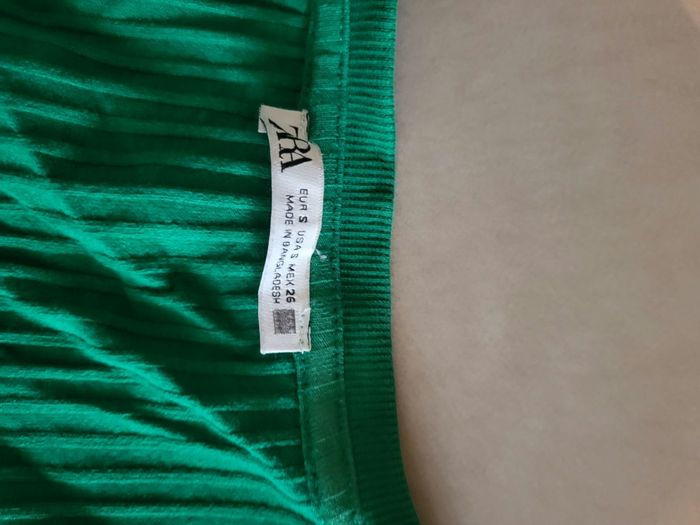 ZARA
EUR S USA S MEX 26
MADE IN BANGLADESH